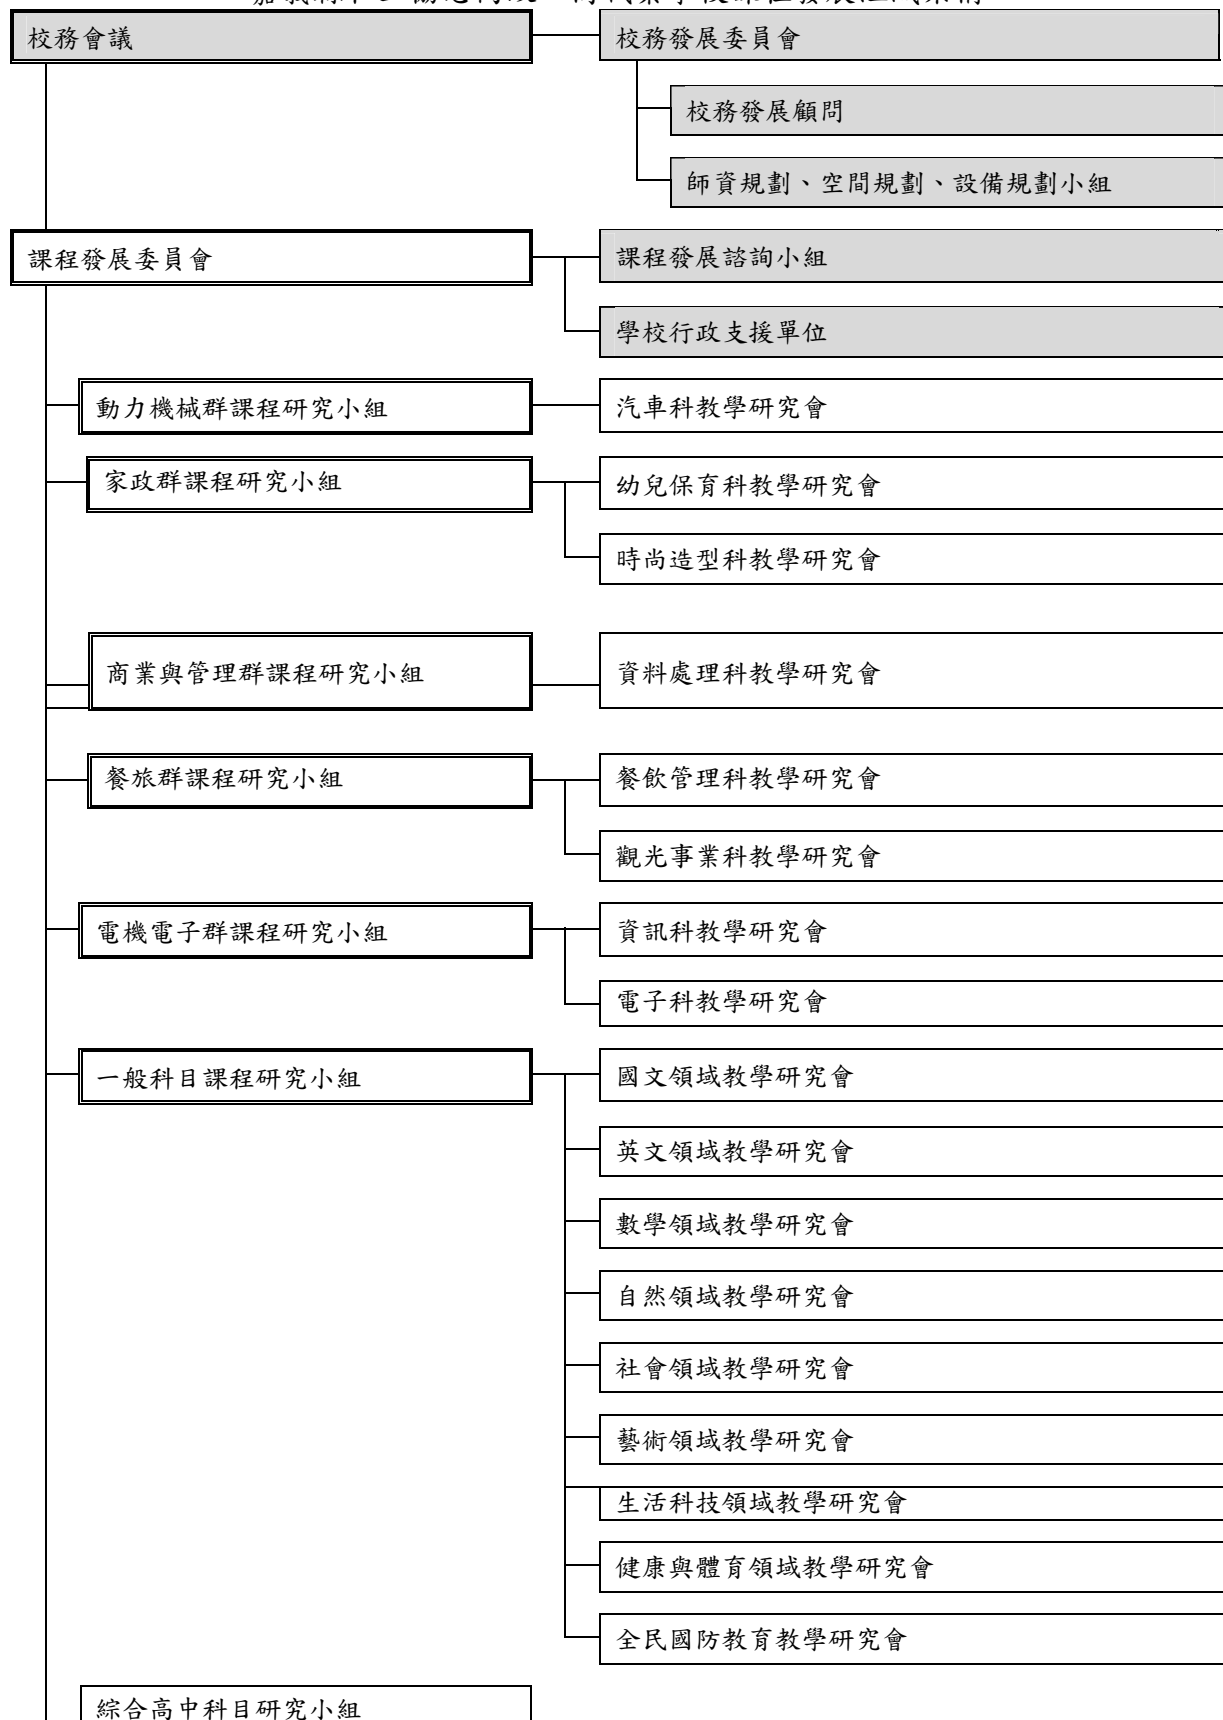 校務會議
校務發展委員會
校務發展顧問
師資規劃、空間規劃、設備規劃小組
課程發展委員會
課程發展諮詢小組
學校行政支援單位
動力機械群課程研究小組
汽車科教學研究會
家政群課程研究小組
幼兒保育科教學研究會
時尚造型科教學研究會
商業與管理群課程研究小組
資料處理科教學研究會
餐旅群課程研究小組
餐飲管理科教學研究會
觀光事業科教學研究會
電機電子群課程研究小組
資訊科教學研究會
電子科教學研究會
一般科目課程研究小組
國文領域教學研究會
英文領域教學研究會
數學領域教學研究會
自然領域教學研究會
社會領域教學研究會
藝術領域教學研究會
生活科技領域教學研究會
健康與體育領域教學研究會
全民國防教育教學研究會
綜合高中科目研究小組